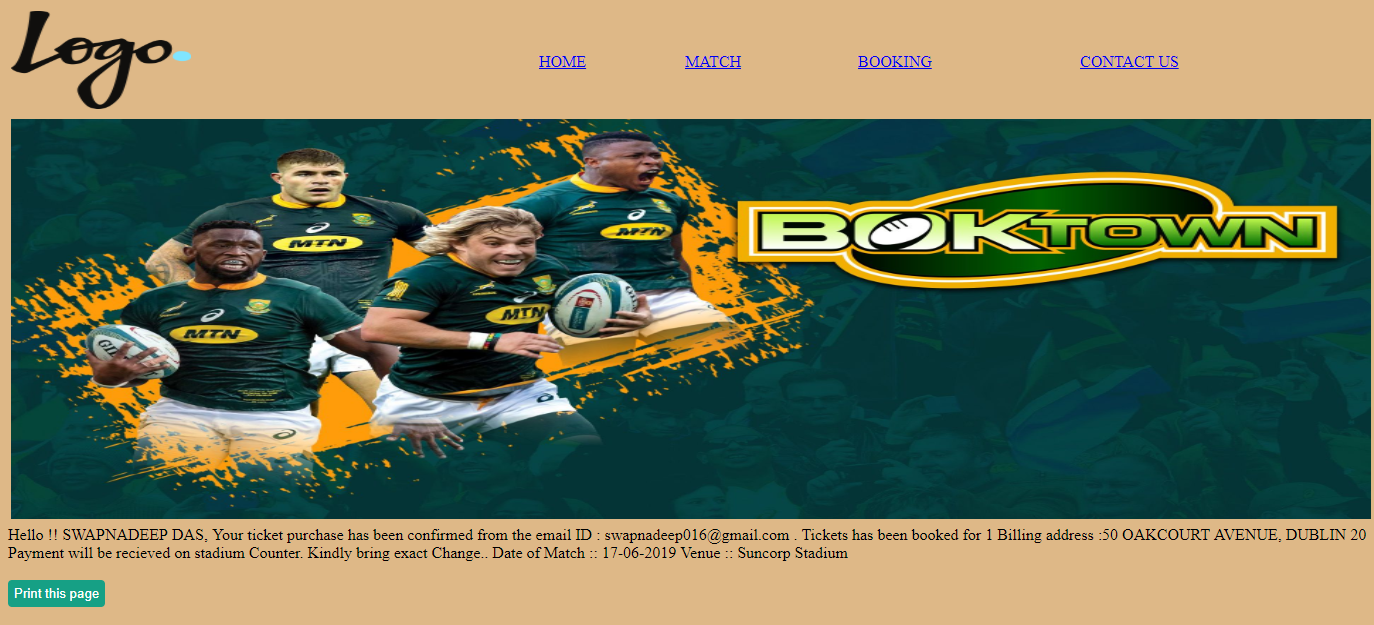 Logo
HOME MATCH BOOKING CONTACT US
BOKTOWN
MTN
MTN
MTN
MTN
Hello !! SWAPNADEEP DAS, Your ticket purchase has been confirmed from the email ID : swapnadeep016@gmail.com . Tickets has been booked for 1 Billing address :50 OAKCOURT AVENUE, DUBLIN 20
Payment will be recieved on stadium Counter. Kindly bring exact Change.. Date of Match :: 17-06-2019 Venue :: Suncorp Stadium
Print this page